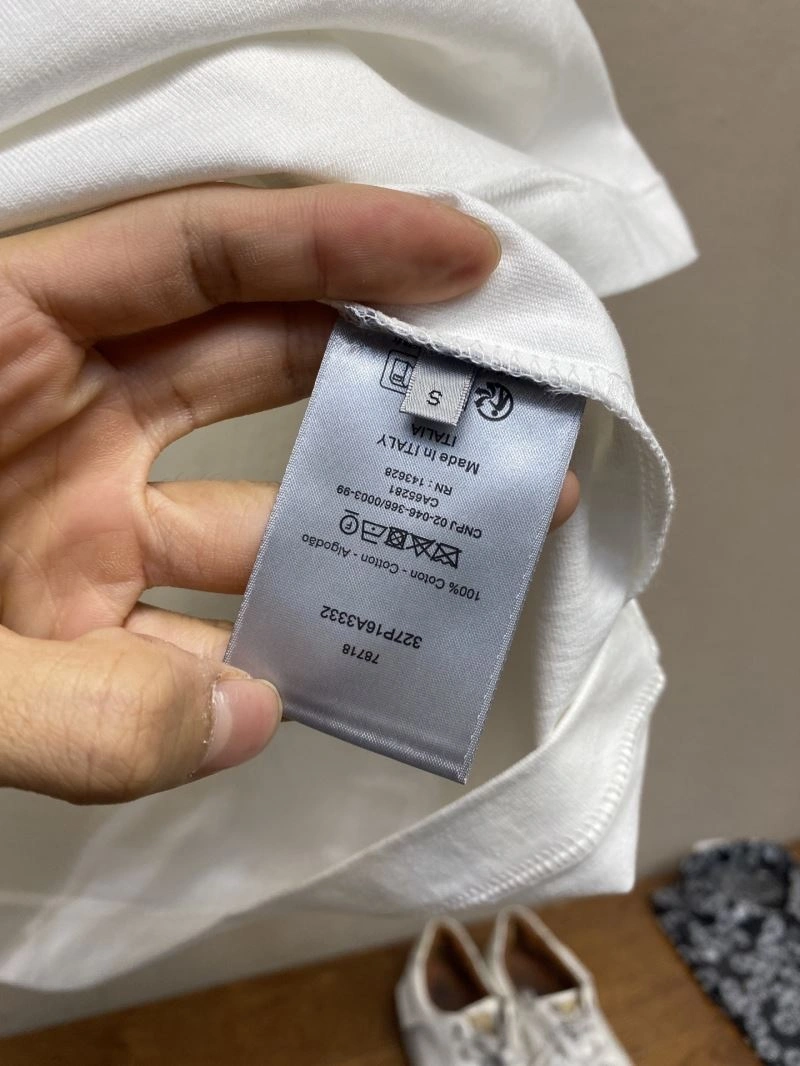 S
ITALIA
Made in ITALY
RN : 143628
CA65281
CNPJ 02-046-366/0003-99
100% Coton - Cotton - Algodão
327P16A3332
78718